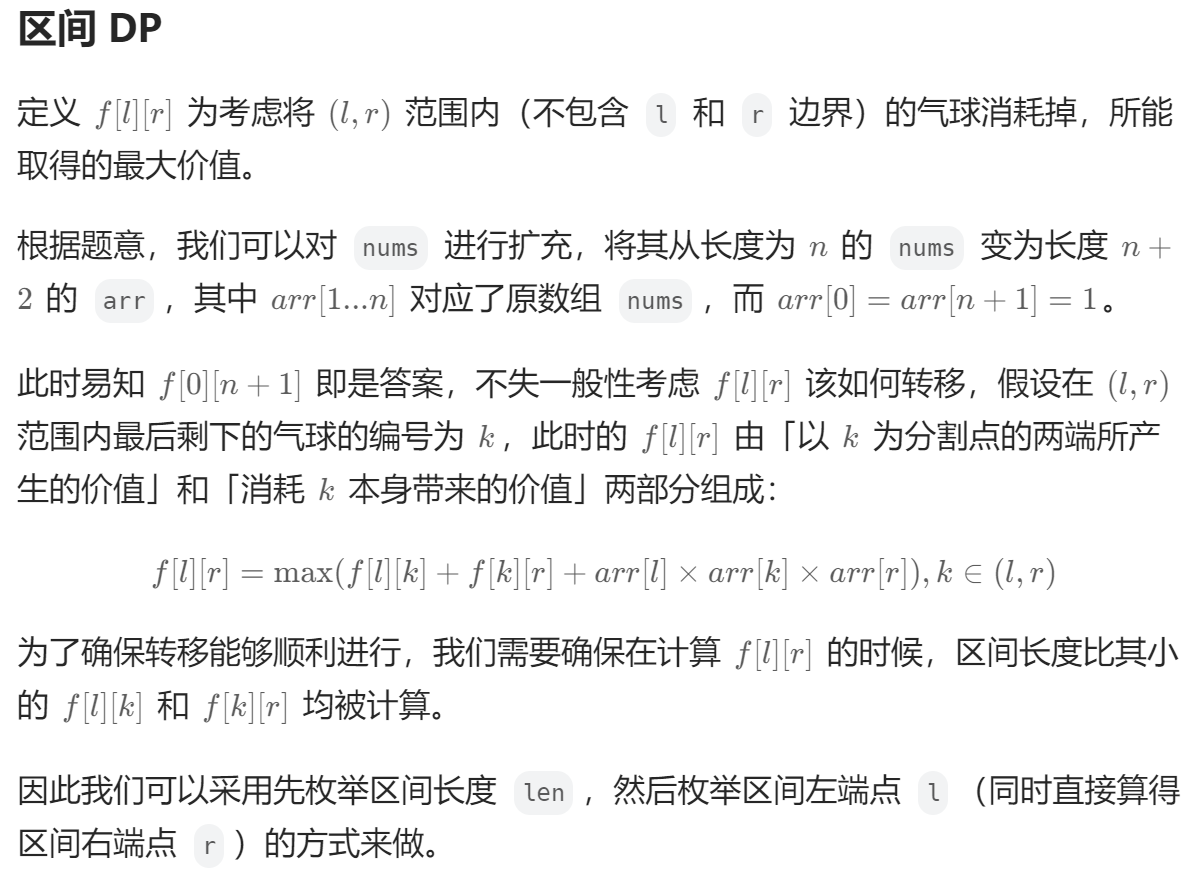 区间 DP
定义 f[l][r] 为考虑将 (l, r) 范围内（不包含 l 和 r 边界）的气球消耗掉，所能
取得的最大价值。
根据题意，我们可以对 nums 进行扩充，将其从长度为 n 的 nums 变为长度 n +
2 的 arr ，其中 arr[1...n] 对应了原数组 nums ，而 arr[0] = arr[n + 1] = 1。
此时易知 f[0][n + 1] 即是答案，不失一般性考虑 f[l][r] 该如何转移，假设在 (l, r)
范围内最后剩下的气球的编号为 k，此时的 f[l][r] 由「以 k 为分割点的两端所产
生的价值」和「消耗 k 本身带来的价值」两部分组成：
f[l][r] = max(f[l][k] + f[k][r] + arr[l] × arr[k] × arr[r]), k ∈ (l, r)
为了确保转移能够顺利进行，我们需要确保在计算 f[l][r] 的时候，区间长度比其小
的 f[l][k] 和 f[k][r] 均被计算。
因此我们可以采用先枚举区间长度 len ，然后枚举区间左端点 l （同时直接算得
区间右端点 r ）的方式来做。